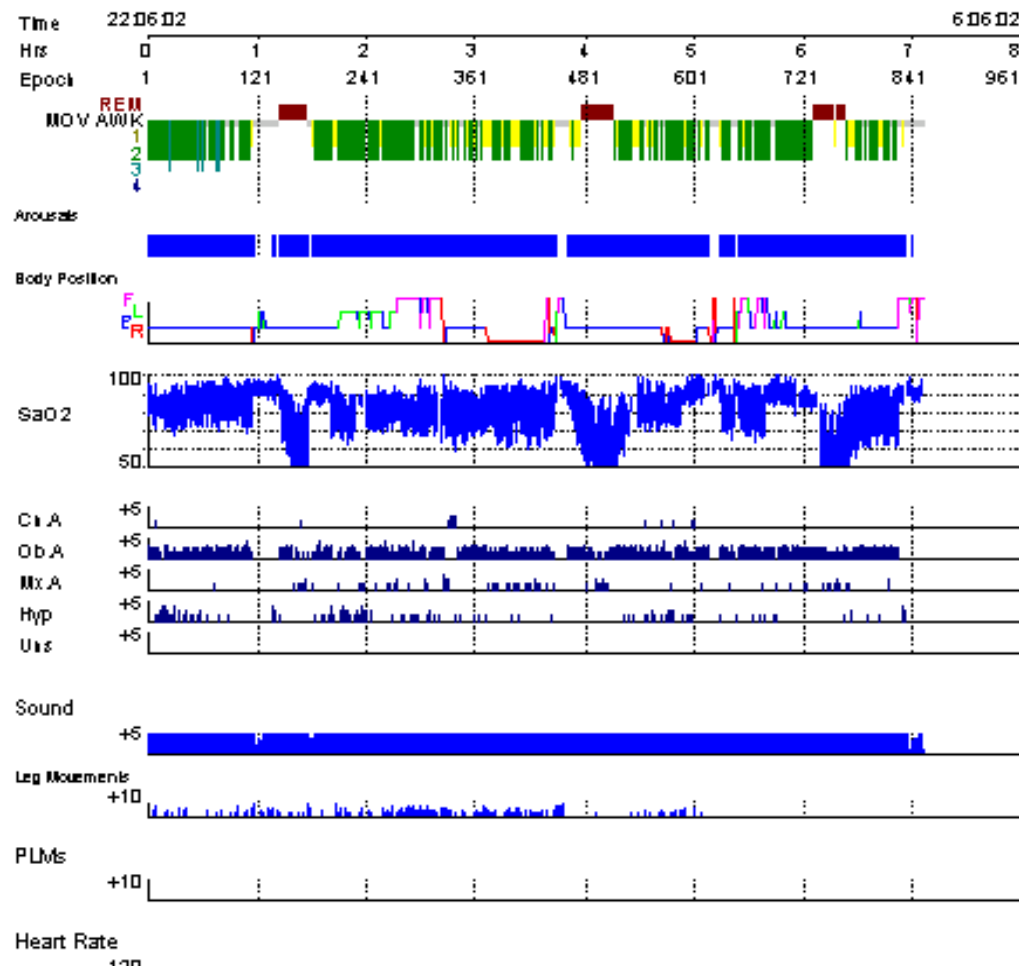 Time 22:06:02 6:06:02
Hrs 0 1 2 3 4 5 6 7 8
Epoch 1 121 241 361 481 601 721 841 961
REM
MOV AWK
1
2
3
4
Arousals
Body Position
F
L
B
R
100
SaO2
50
Cn.A +5
Ob.A +5
Mx.A +5
Hyp +5
Uns +5
Sound
+5
Leg Movements
+10
PLMs
+10
Heart Rate